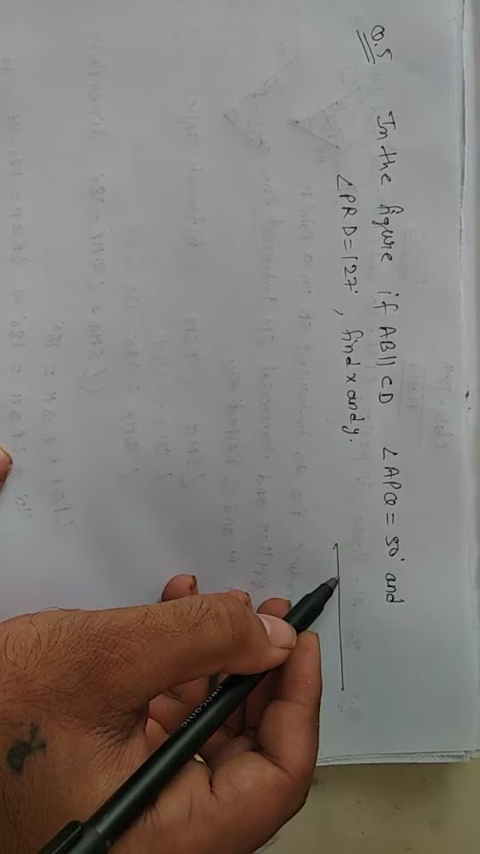 Q.5 In the figure if AB || CD ∠APQ = 50° and
∠PRD = 127°, find x and y.